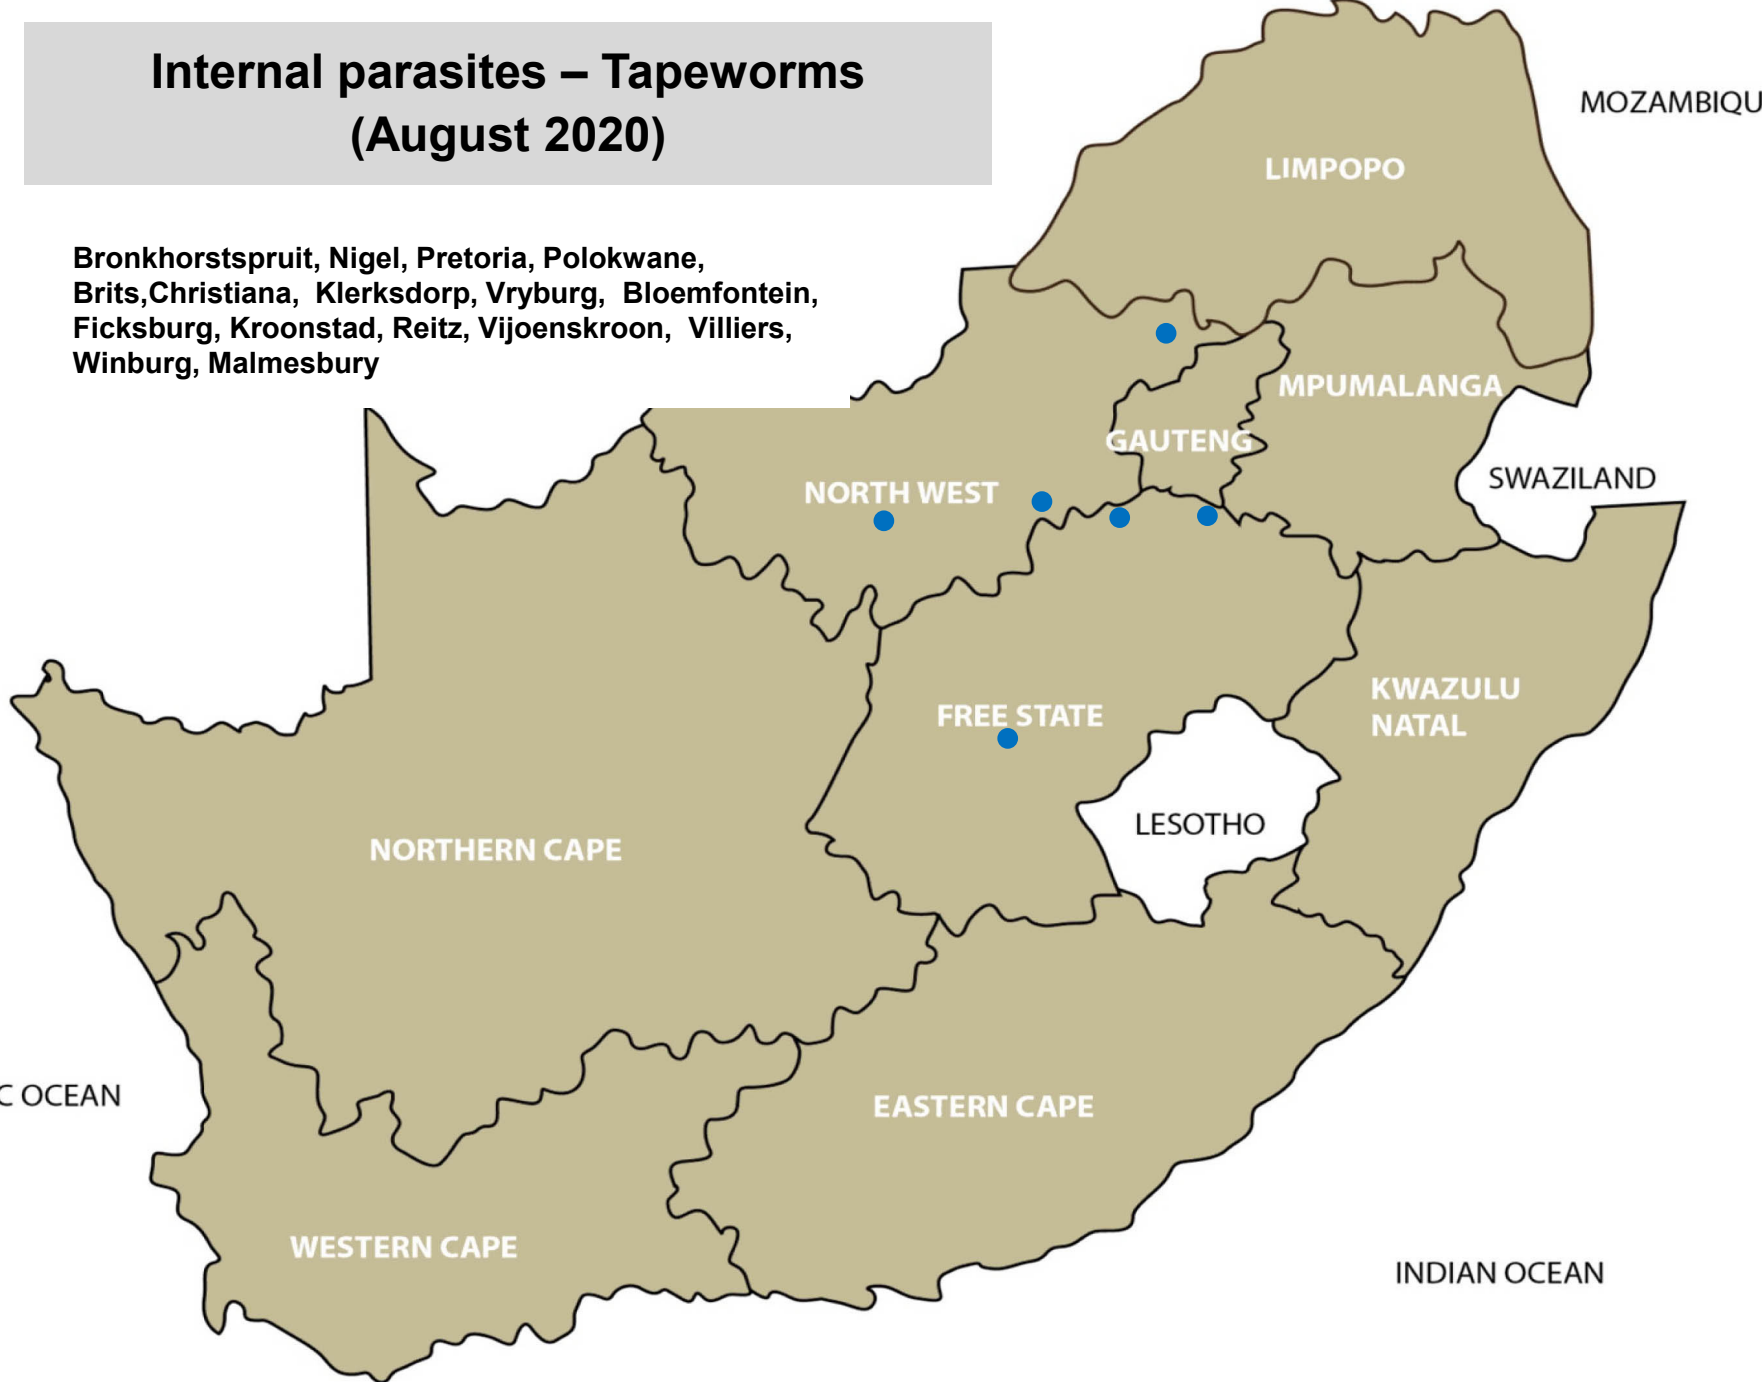 Internal parasites – Tapeworms
(August 2020)
Bronkhorstspruit, Nigel, Pretoria, Polokwane,
Brits,Christiana, Klerksdorp, Vryburg, Bloemfontein,
Ficksburg, Kroonstad, Reitz, Vijoenskroon, Villiers,
Winburg, Malmesbury
MOZAMBIQU
LIMPOPO
MPUMALANGA
GAUTENG
SWAZILAND
NORTH WEST
KWAZULU
NATAL
FREE STATE
LESOTHO
NORTHERN CAPE
C OCEAN
EASTERN CAPE
WESTERN CAPE
INDIAN OCEAN